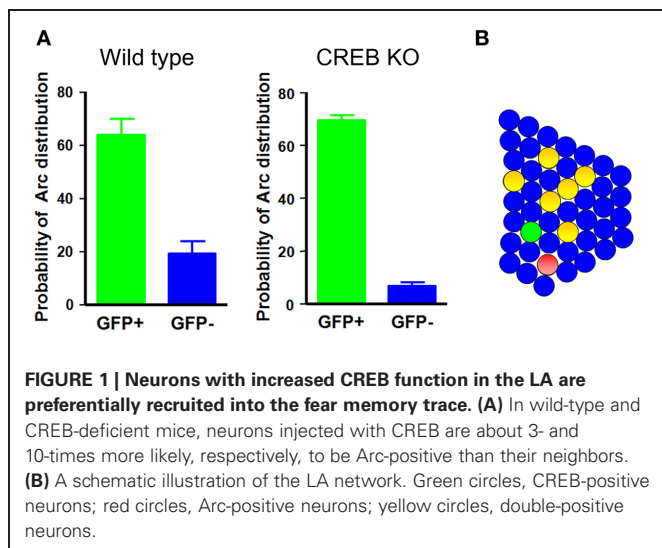 A
B
Wild type
CREB KO
Probability of Arc distribution
80
60
40
20
0
GFP+ GFP-
Probability of Arc distribution
80
60
40
20
0
GFP+ GFP-
FIGURE 1 | Neurons with increased CREB function in the LA are
preferentially recruited into the fear memory trace. (A) In wild-type and
CREB-deficient mice, neurons injected with CREB are about 3- and
10-times more likely, respectively, to be Arc-positive than their neighbors.
(B) A schematic illustration of the LA network. Green circles, CREB-positive
neurons; red circles, Arc-positive neurons; yellow circles, double-positive
neurons.